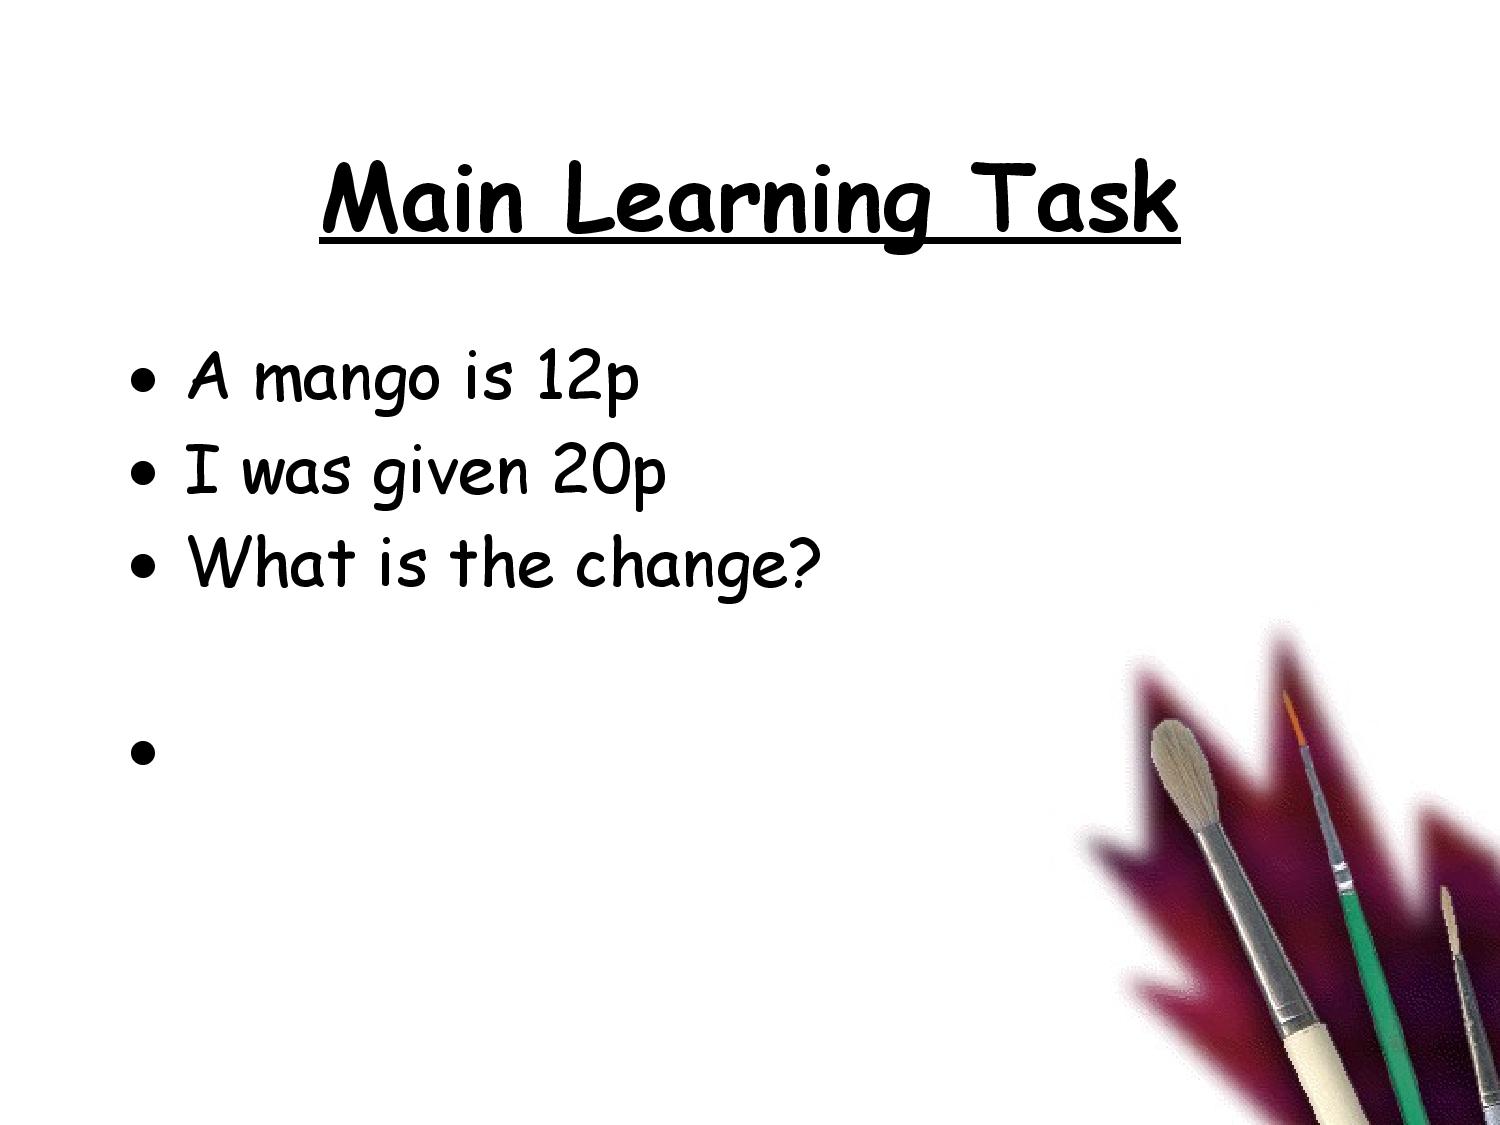 Main Learning Task
• A mango is 12p
• I was given 20p
• What is the change?
•